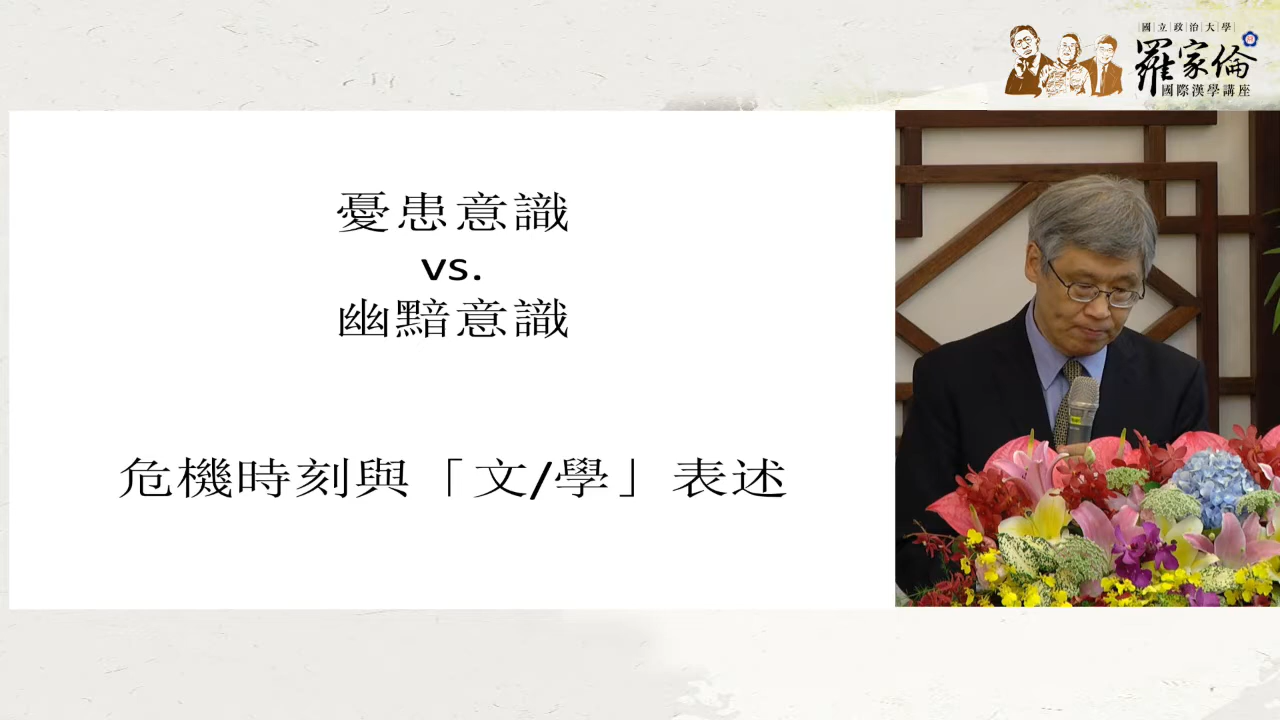 國立政治大學
羅家倫
國際漢學講座
憂患意識
vs.
幽黯意識
危機時刻與「文/學」表述